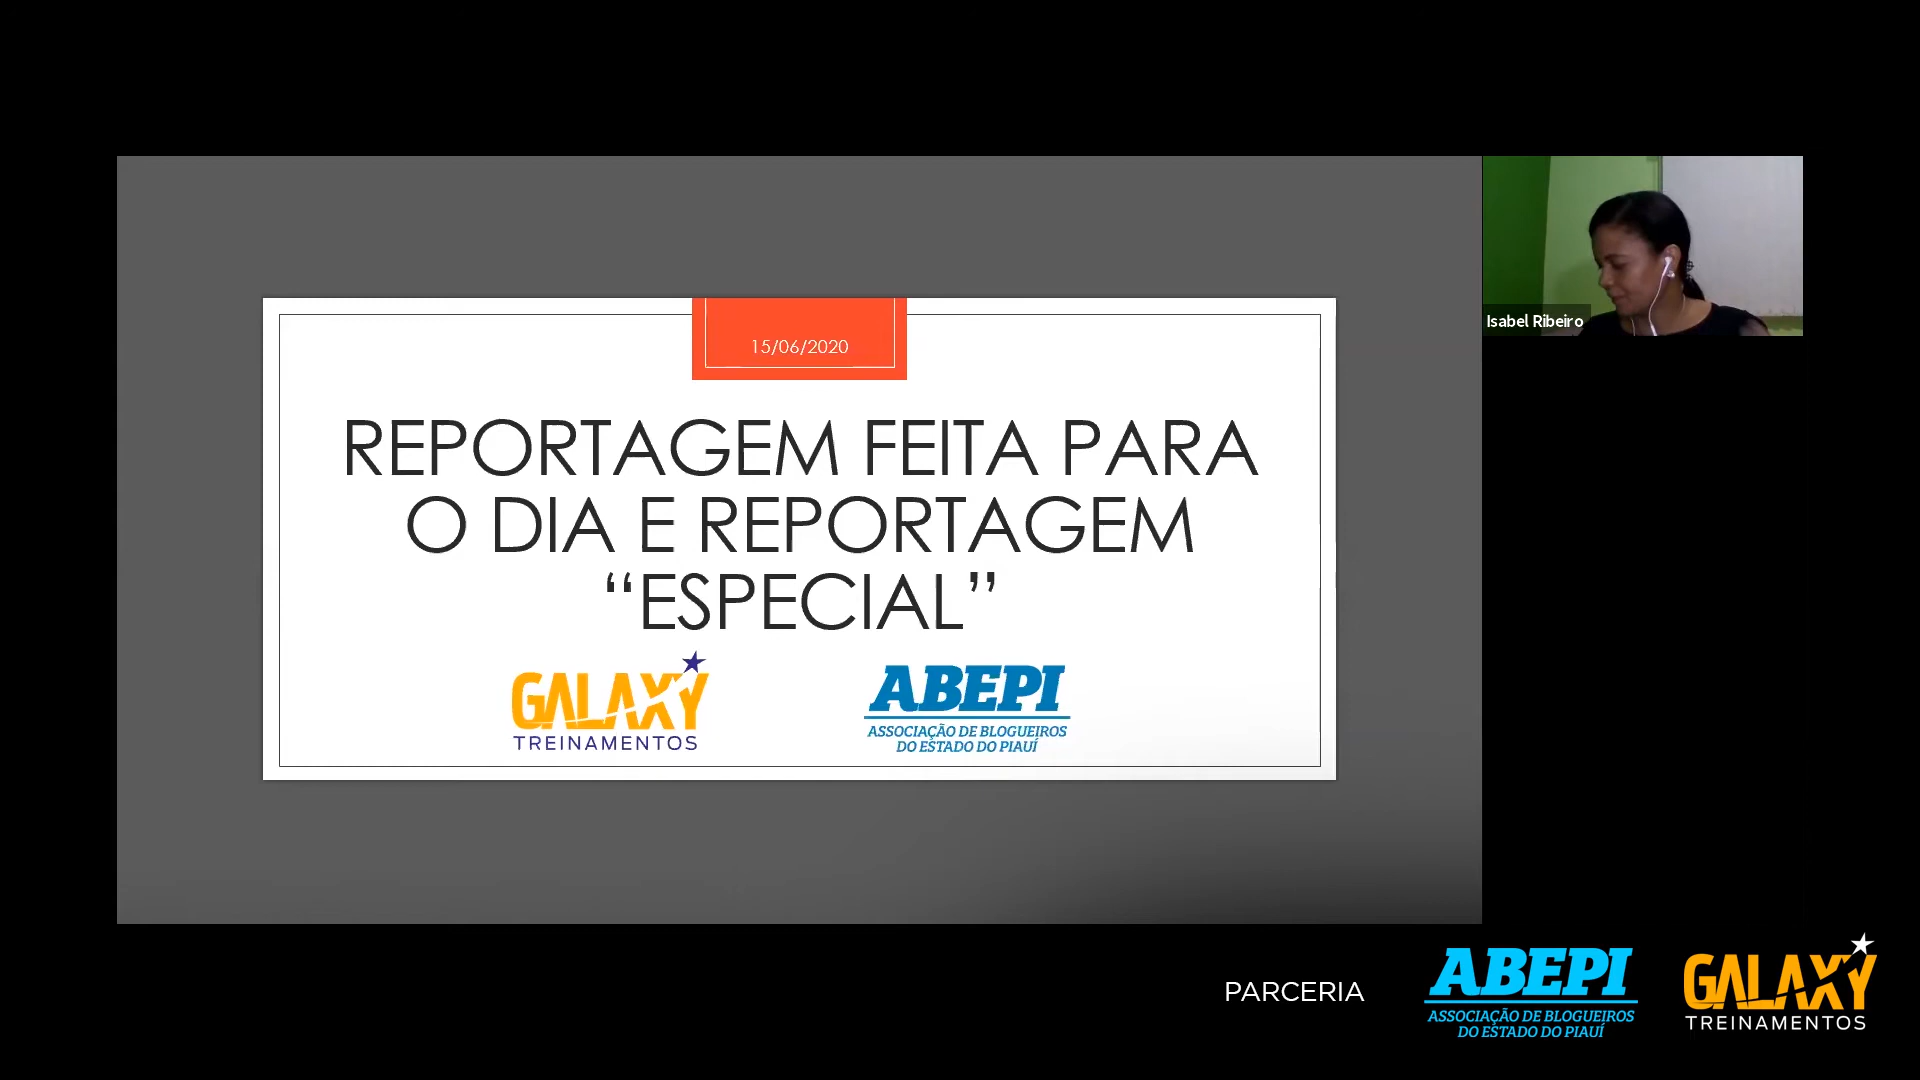 15/06/2020
REPORTAGEM FEITA PARA
O DIA E REPORTAGEM
“ESPECIAL”
GALAXY
TREINAMENTOS
ABEPI
ASSOCIAÇÃO DE BLOGUEIROS
DO ESTADO DO PIAUÍ
Isabel Ribeiro
PARCERIA
ABEPI
ASSOCIAÇÃO DE BLOGUEIROS
DO ESTADO DO PIAUÍ
GALAXY
TREINAMENTOS